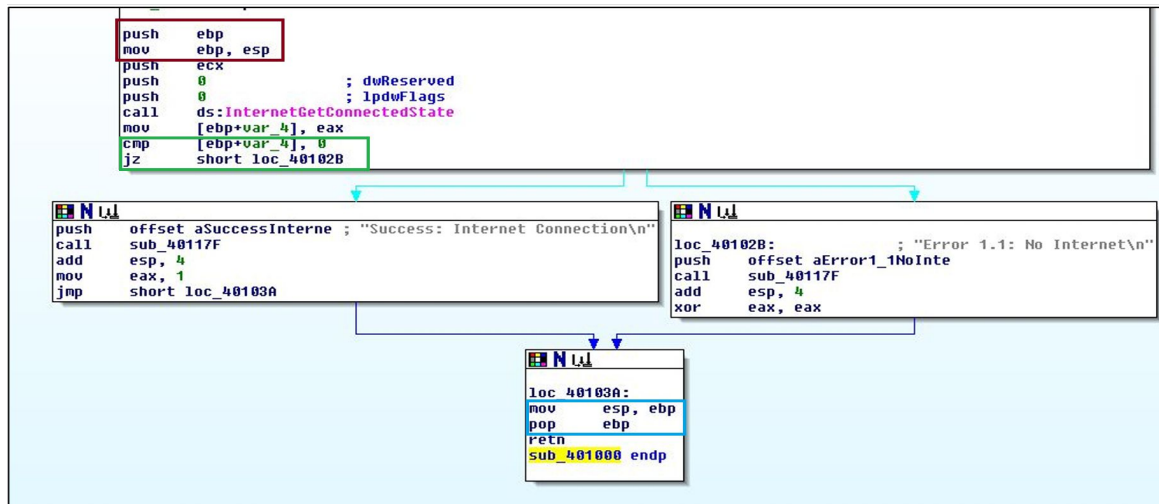 push ebp
mov ebp, esp
push ecx
push 0 ; dwReserved
push 0 ; lpdwFlags
call ds:InternetGetConnectedState
mov [ebp+var_4], eax
cmp [ebp+var_4], 0
jz short loc_40102B
push offset aSuccessInterne ; "Success: Internet Connection\n"
call sub_40117F
add esp, 4
mov eax, 1
jmp short loc_40103A
loc_40102B: ; "Error 1.1: No Internet\n"
push offset aError1_1NoInte
call sub_40117F
add esp, 4
xor eax, eax
loc_40103A:
mov esp, ebp
pop ebp
retn
sub_401000 endp